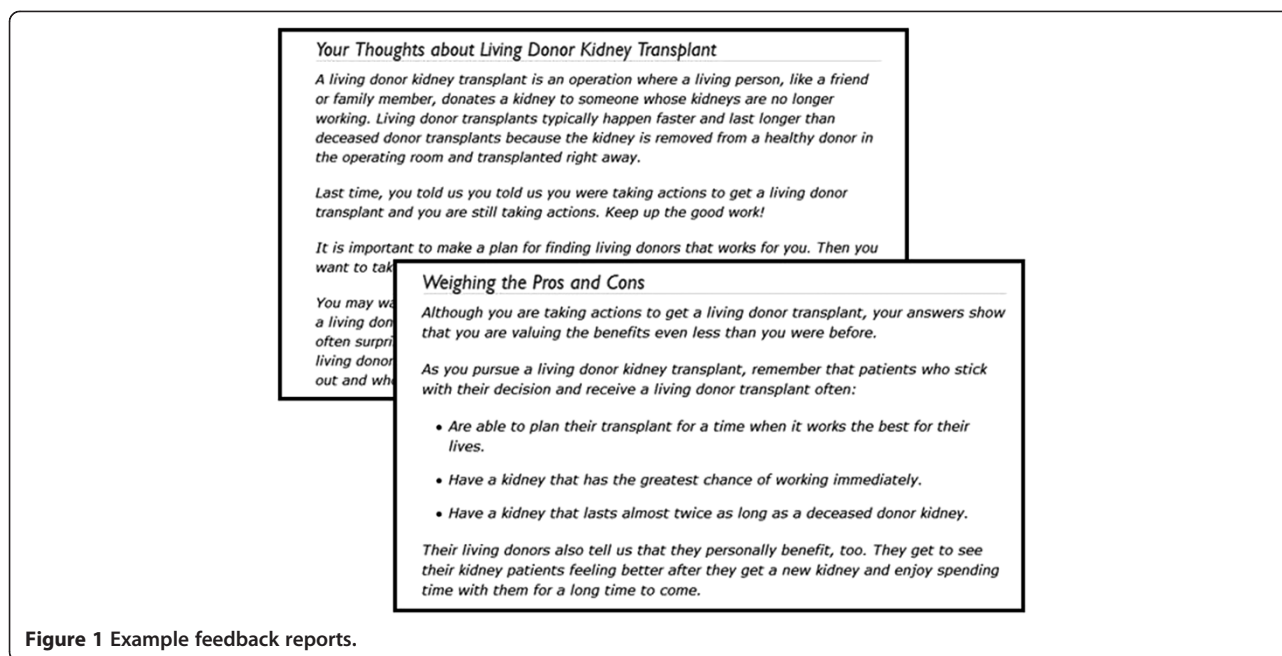 Your Thoughts about Living Donor Kidney Transplant
A living donor kidney transplant is an operation where a living person, like a friend
or family member, donates a kidney to someone whose kidneys are no longer
working. Living donor transplants typically happen faster and last longer than
deceased donor transplants because the kidney is removed from a healthy donor in
the operating room and transplanted right away.
Last time, you told us you told us you were taking actions to get a living donor
transplant and you are still taking actions. Keep up the good work!
It is important to make a plan for finding living donors that works for you. Then you
want to tak
You may wa
a living don
often surpri
living donor
out and who
Weighing the Pros and Cons
Although you are taking actions to get a living donor transplant, your answers show
that you are valuing the benefits even less than you were before.
As you pursue a living donor kidney transplant, remember that patients who stick
with their decision and receive a living donor transplant often:
• Are able to plan their transplant for a time when it works the best for their
lives.
• Have a kidney that has the greatest chance of working immediately.
• Have a kidney that lasts almost twice as long as a deceased donor kidney.
Their living donors also tell us that they personally benefit, too. They get to see
their kidney patients feeling better after they get a new kidney and enjoy spending
time with them for a long time to come.
Figure 1 Example feedback reports.